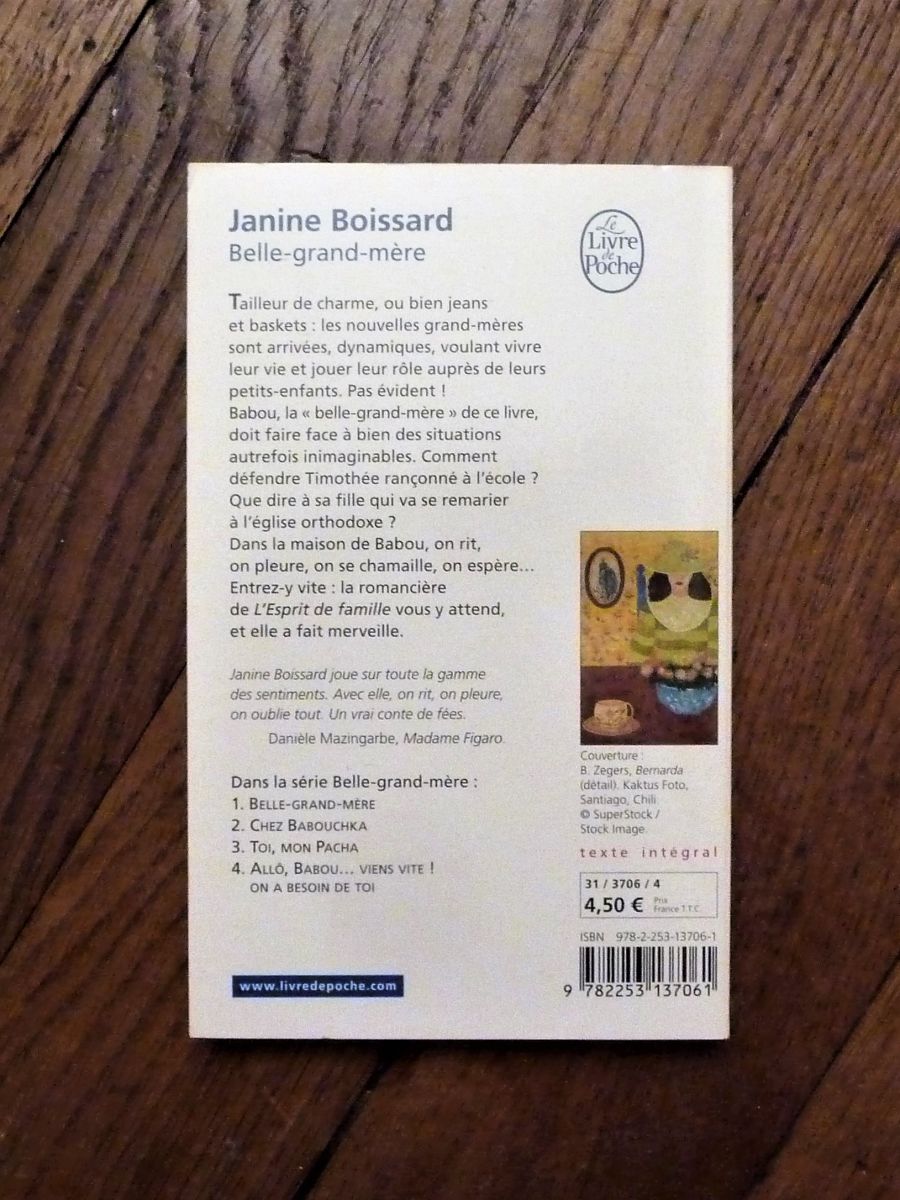 Janine Boissard
Belle-grand-mère
Le
Livre
de
Poche
Tailleur de charme, ou bien jeans
et baskets : les nouvelles grand-mères
sont arrivées, dynamiques, voulant vivre
leur vie et jouer leur rôle auprès de leurs
petits-enfants. Pas évident !
Babou, la « belle-grand-mère » de ce livre,
doit faire face à bien des situations
autrefois inimaginables. Comment
défendre Timothée rançonné à l'école ?
Que dire à sa fille qui va se remarier
à l'église orthodoxe ?
Dans la maison de Babou, on rit,
on pleure, on se chamaille, on espère...
Entrez-y vite : la romancière
de L'Esprit de famille vous y attend,
et elle a fait merveille.
Janine Boissard joue sur toute la gamme
des sentiments. Avec elle, on rit, on pleure,
on oublie tout. Un vrai conte de fées.
Danièle Mazingarbe, Madame Figaro.
Dans la série Belle-grand-mère :
1. BELLE-GRAND-MÈRE
2. CHEZ BABOUCHKA
3. TOI, MON PACHA
4. ALLÔ, BABOU... VIENS VITE !
ON A BESOIN DE TOI
www.livredepoche.com
Couverture :
B. Zegers, Bernarda
(détail). Kaktus Foto,
Santiago, Chili.
© SuperStock /
Stock Image.
texte intégral
31 / 3706 / 4
4,50 € Prix
France T.T.C.
ISBN 978-2-253-13706-1
9 782253 137061